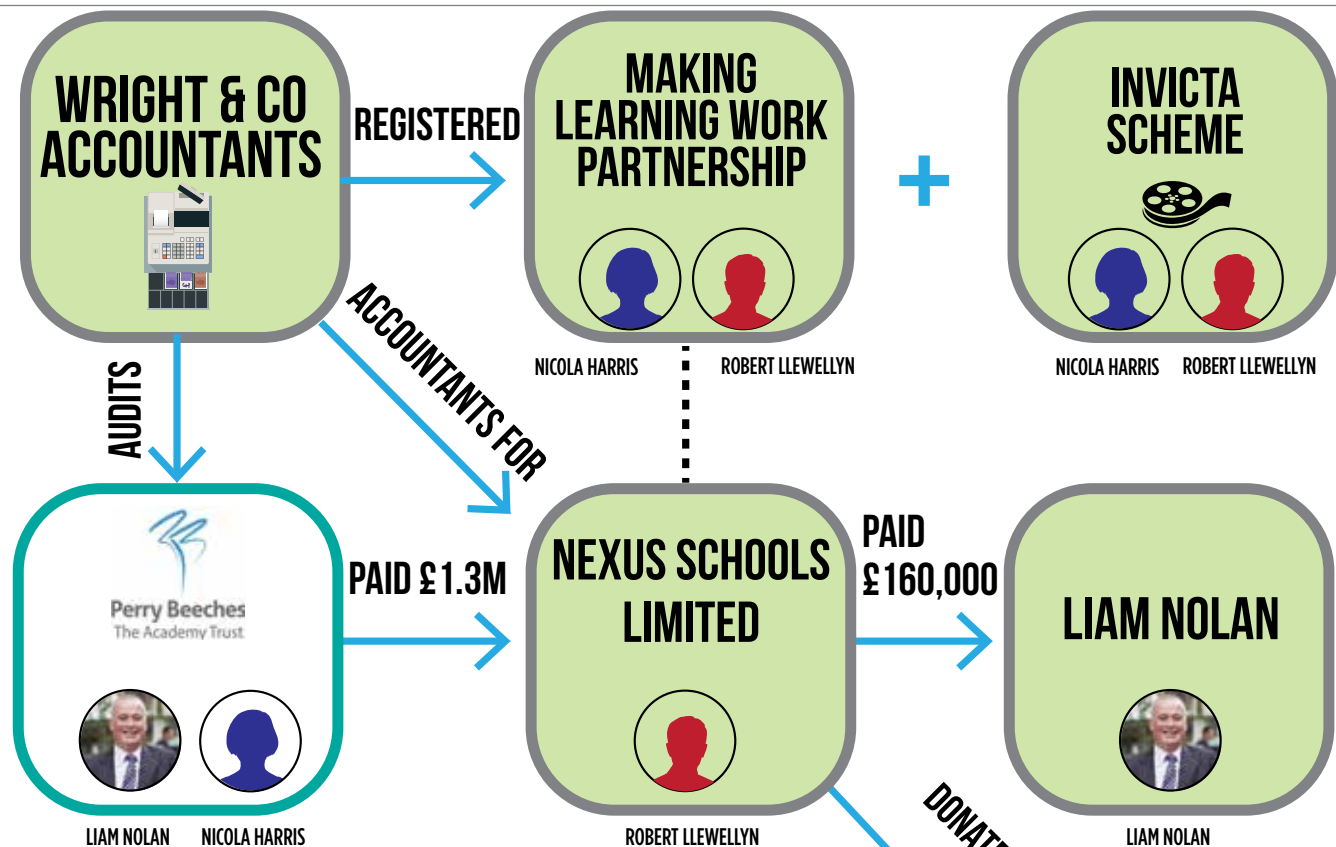 WRIGHT & CO
ACCOUNTANTS
REGISTERED
MAKING
LEARNING WORK
PARTNERSHIP
+
INVICTA
SCHEME
NICOLA HARRIS
ROBERT LLEWELLYN
NICOLA HARRIS
ROBERT LLEWELLYN
AUDITS
ACCOUNTANTS FOR
Perry Beeches
The Academy Trust
PAID £1.3M
NEXUS SCHOOLS
LIMITED
PAID
£160,000
LIAM NOLAN
LIAM NOLAN
NICOLA HARRIS
ROBERT LLEWELLYN
DONATE
LIAM NOLAN